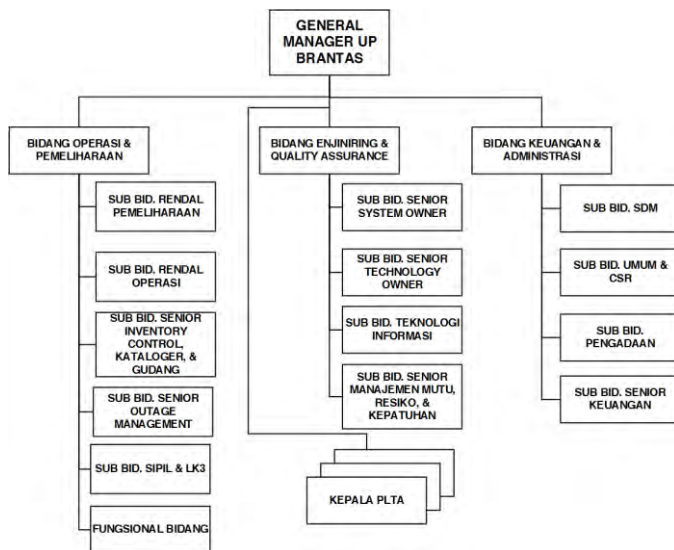 GENERAL
MANAGER UP
BRANTAS
BIDANG OPERASI &
PEMELIHARAAN
SUB BID. RENDAL
PEMELIHARAAN
SUB BID. RENDAL
OPERASI
SUB BID. SENIOR
INVENTORY
CONTROL,
KATALOGER, &
GUDANG
SUB BID. SENIOR
OUTAGE
MANAGEMENT
SUB BID. SIPIL & LK3
FUNGSIONAL BIDANG
BIDANG ENJINIRING &
QUALITY ASSURANCE
SUB BID. SENIOR
SYSTEM OWNER
SUB BID. SENIOR
TECHNOLOGY
OWNER
SUB BID. TEKNOLOGI
INFORMASI
SUB BID. SENIOR
MANAJEMEN MUTU,
RESIKO, &
KEPATUHAN
KEPALA PLTA
BIDANG KEUANGAN &
ADMINISTRASI
SUB BID. SDM
SUB BID. UMUM &
CSR
SUB BID.
PENGADAAN
SUB BID. SENIOR
KEUANGAN